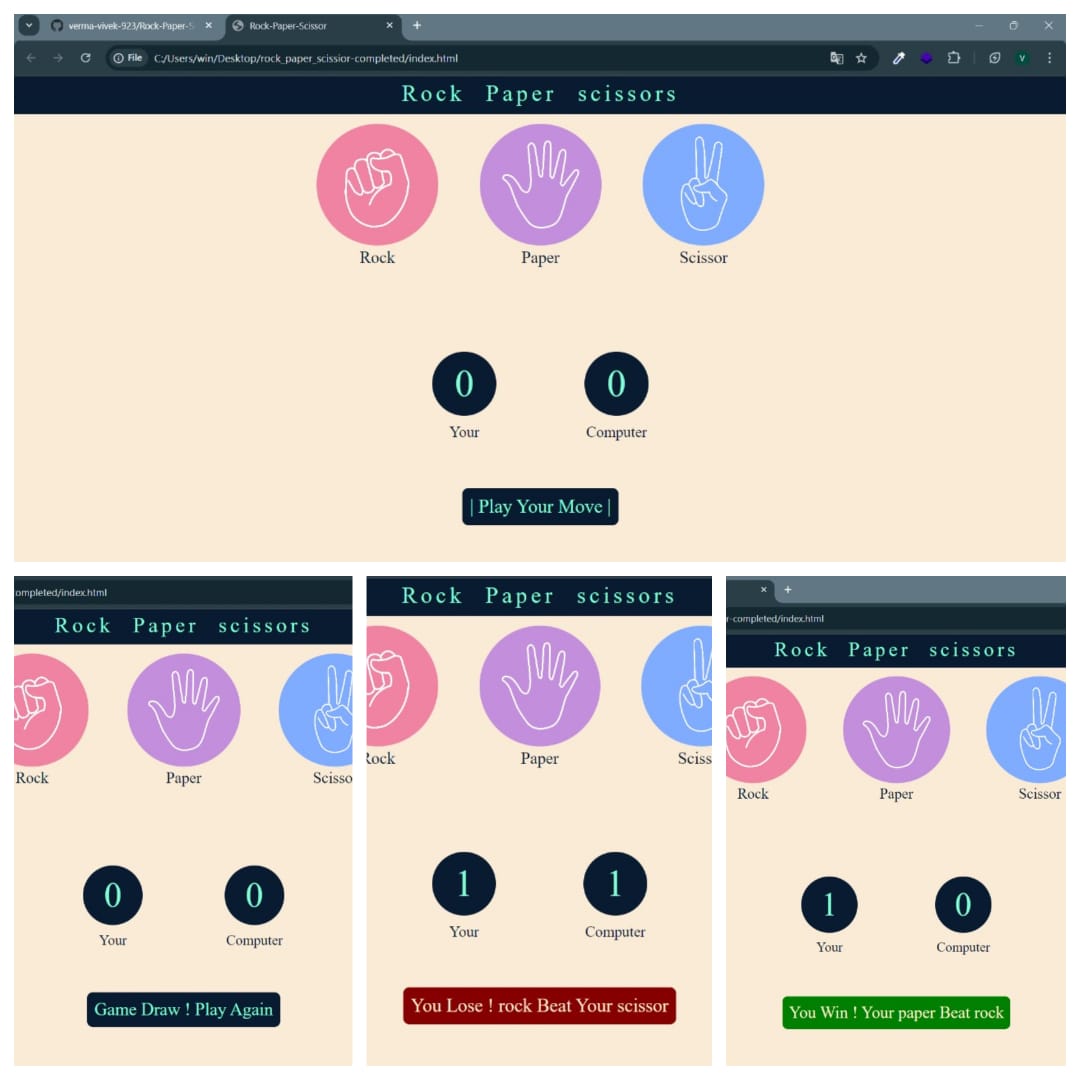 verma-vivek-923/Rock-Paper-S
Rock-Paper-Scissor
File C:/Users/win/Desktop/rock_paper_scissior-completed/index.html
V
Rock Paper scissors
Rock Paper Scissor
0 0
Your Computer
| Play Your Move |
ompleted/index.html
Rock Paper scissors
Rock Paper Scisso
0 0
Your Computer
Game Draw ! Play Again
Rock Paper scissors
Rock Paper Sciss
1 1
Your Computer
You Lose ! rock Beat Your scissor
r-completed/index.html
Rock Paper scissors
Rock Paper Scissor
1 0
Your Computer
You Win ! Your paper Beat rock